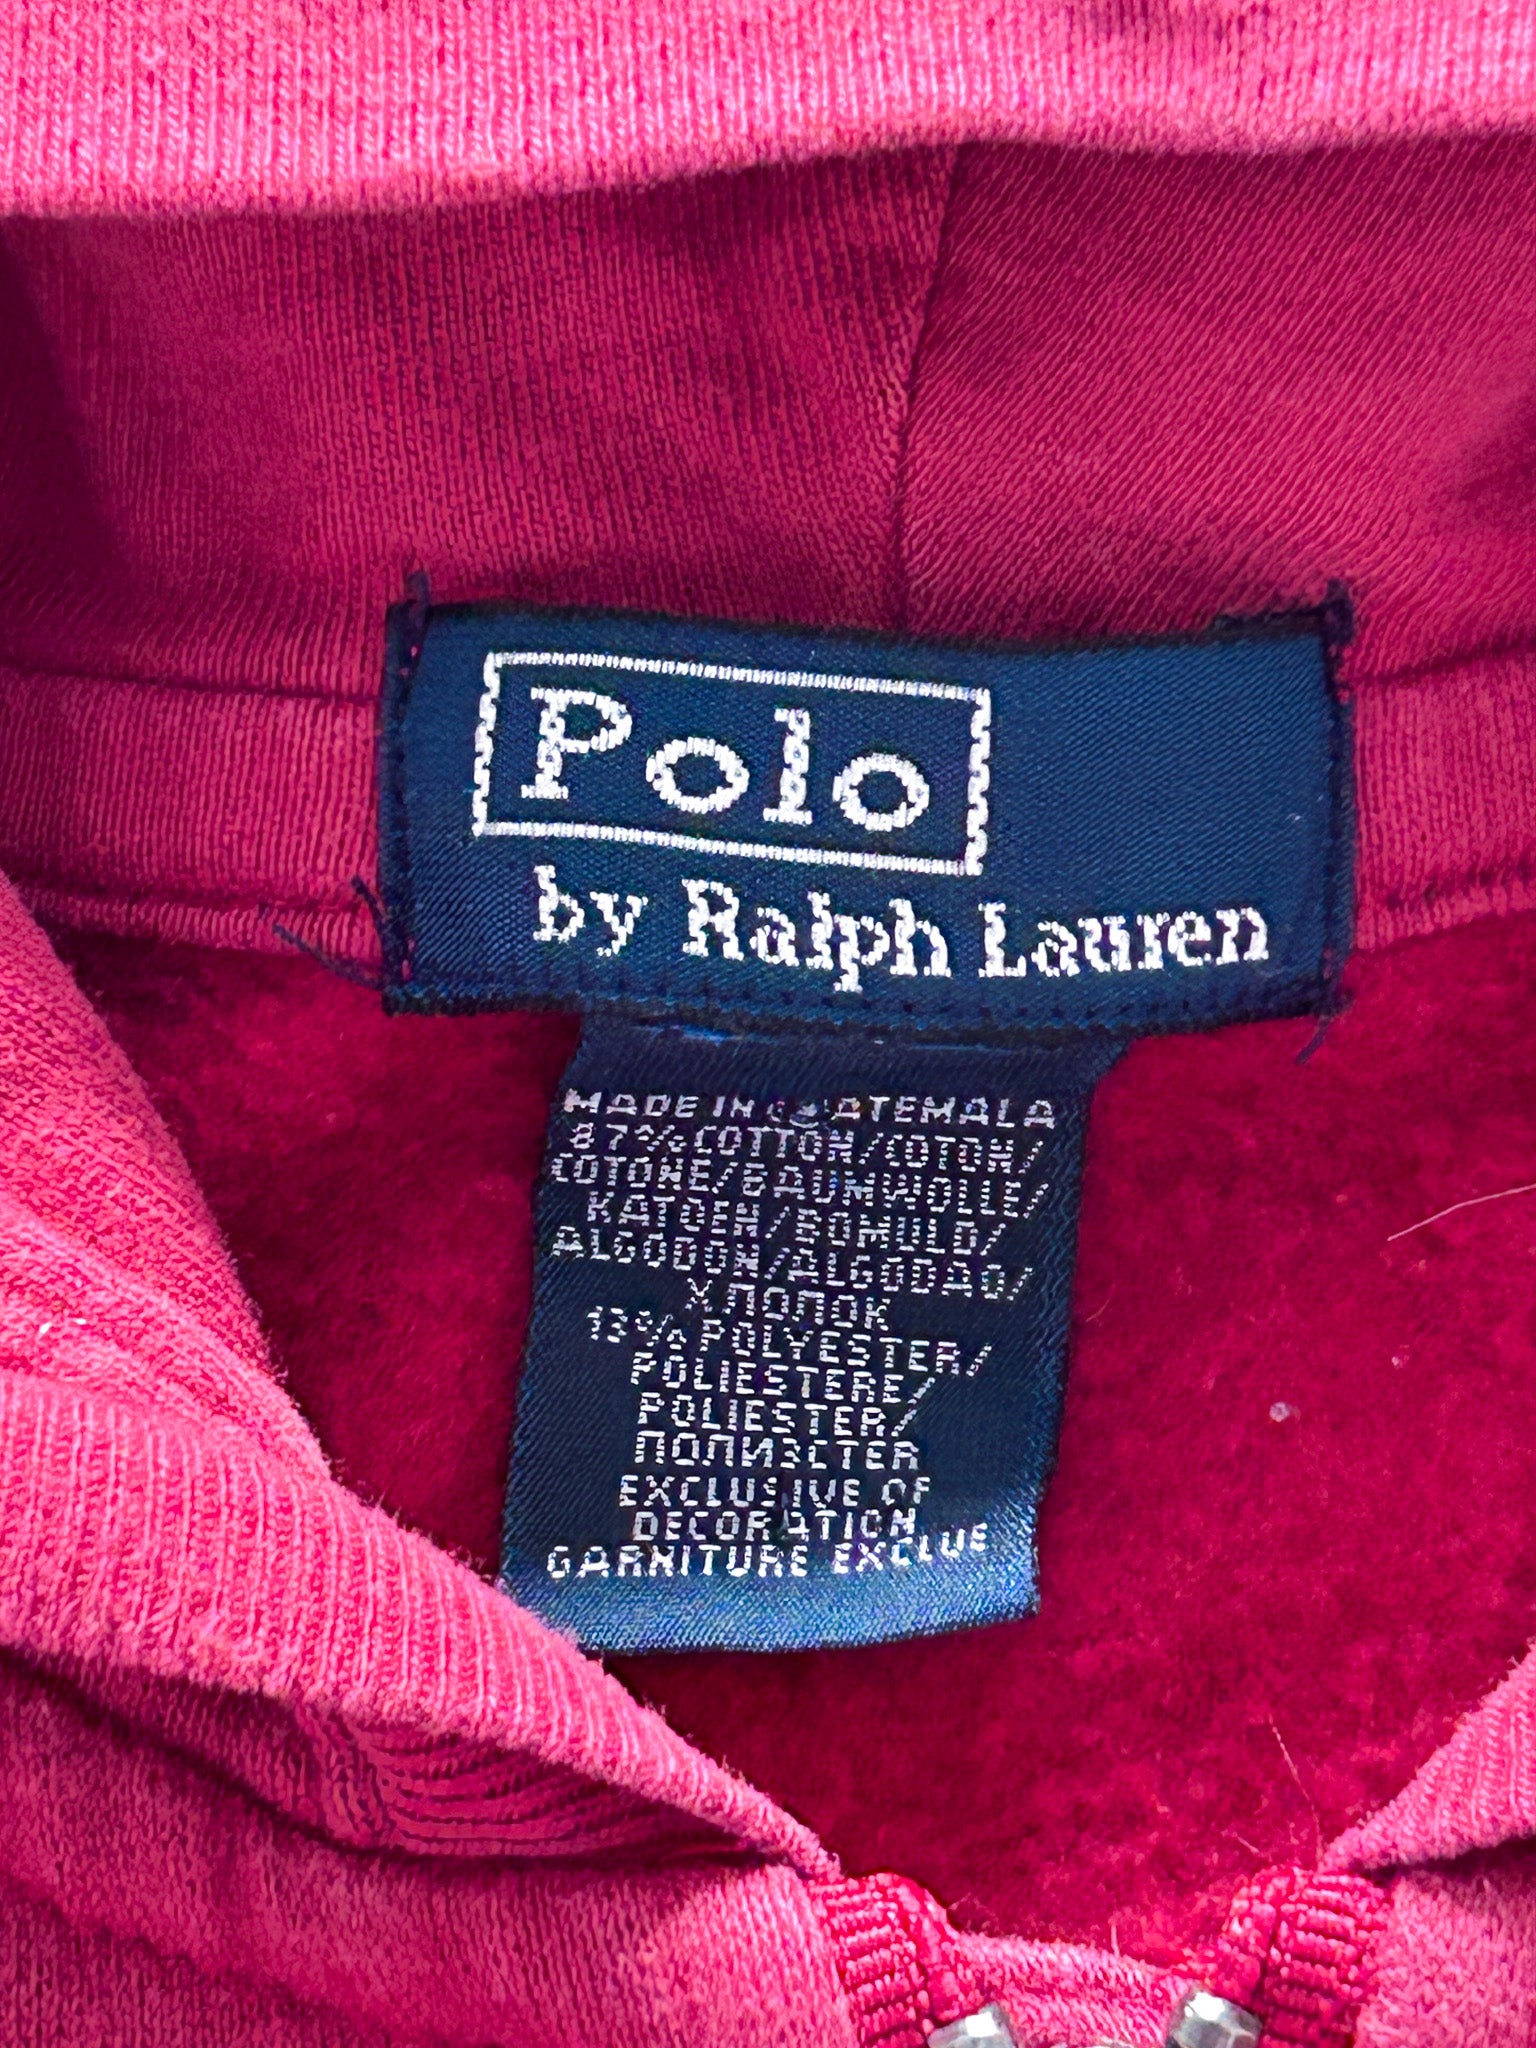 Polo
by Ralph Lauren
MADE IN GUATEMALA
87% COTTON/COTON/
COTONE/BAUMWOLLE/
KATOEN/BOMULD/
ALGODON/ALGODAO/
ХЛОПОК
13% POLYESTER/
POLIESTERE/
POLIESTER/
ПОЛИЭСТЕР
EXCLUSIVE OF
DECORATION
GARNITURE EXCLUE